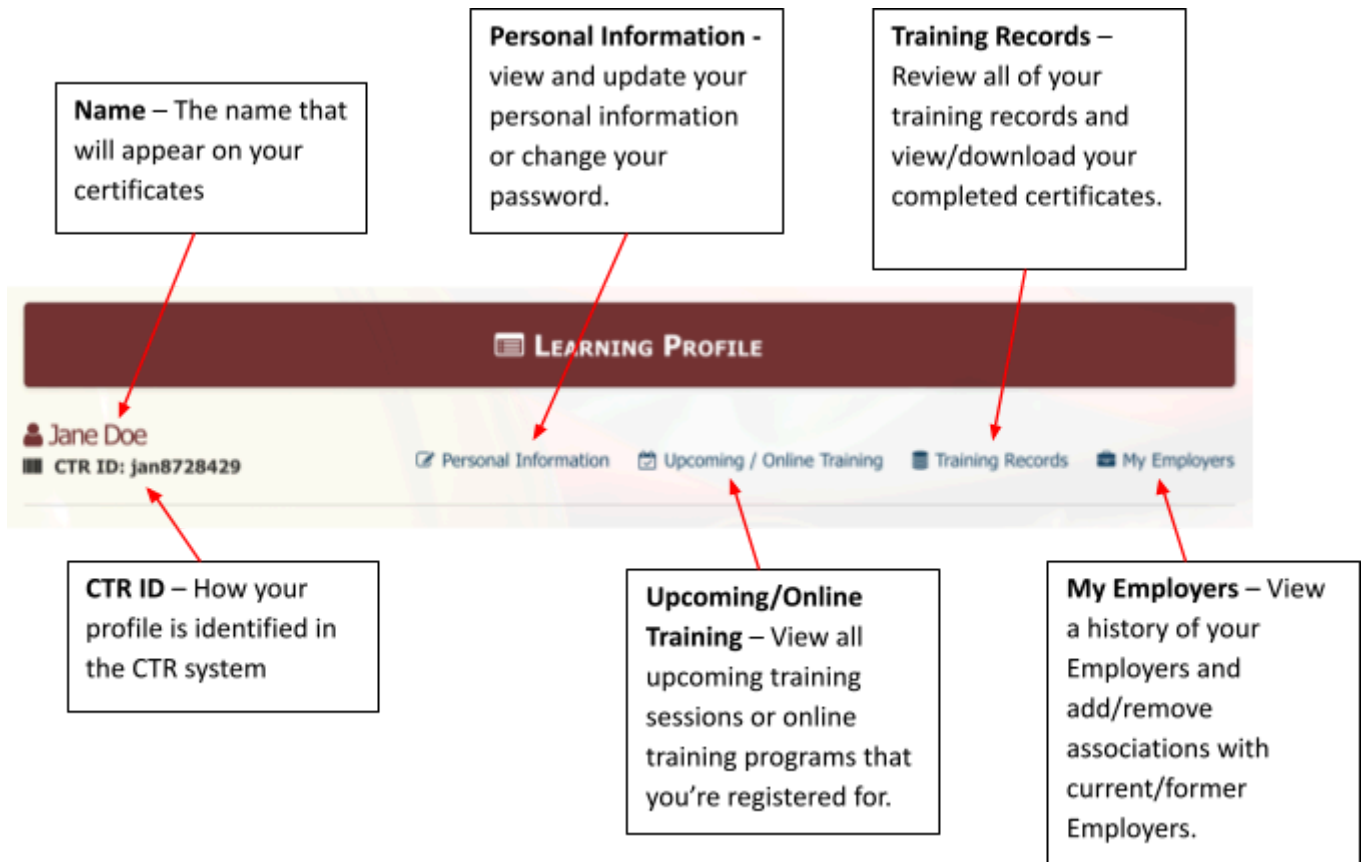 Name – The name that
will appear on your
certificates
Personal Information -
view and update your
personal information
or change your
password.
Training Records –
Review all of your
training records and
view/download your
completed certificates.
LEARNING PROFILE
Jane Doe
CTR ID: jan8728429
Personal Information
Upcoming / Online Training
Training Records
My Employers
CTR ID – How your
profile is identified in
the CTR system
Upcoming/Online
Training – View all
upcoming training
sessions or online
training programs that
you’re registered for.
My Employers – View
a history of your
Employers and
add/remove
associations with
current/former
Employers.